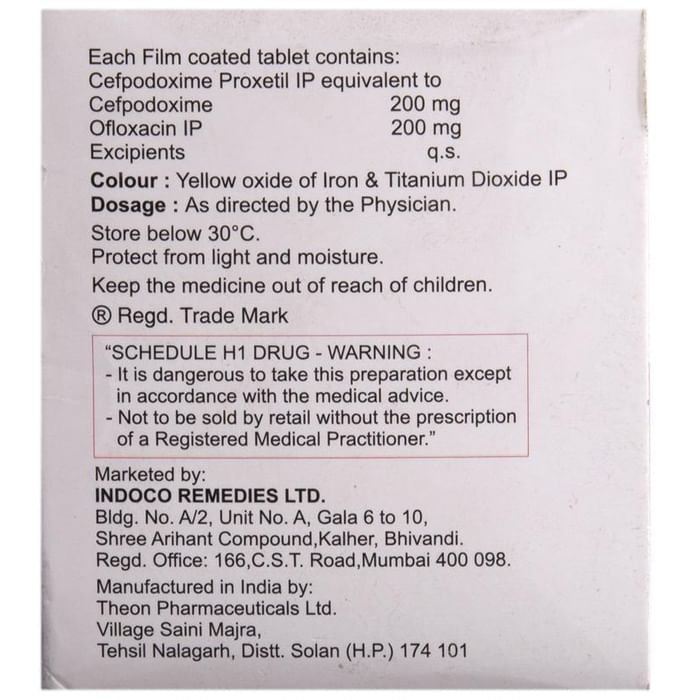 Each Film coated tablet contains:
Cefpodoxime Proxetil IP equivalent to
Cefpodoxime 200 mg
Ofloxacin IP 200 mg
Excipients q.s.
Colour : Yellow oxide of Iron & Titanium Dioxide IP
Dosage : As directed by the Physician.
Store below 30°C.
Protect from light and moisture.
Keep the medicine out of reach of children.
® Regd. Trade Mark
“SCHEDULE H1 DRUG - WARNING :
- It is dangerous to take this preparation except
in accordance with the medical advice.
- Not to be sold by retail without the prescription
of a Registered Medical Practitioner.”
Marketed by:
INDOCO REMEDIES LTD.
Bldg. No. A/2, Unit No. A, Gala 6 to 10,
Shree Arihant Compound,Kalher, Bhivandi.
Regd. Office: 166,C.S.T. Road,Mumbai 400 098.
Manufactured in India by:
Theon Pharmaceuticals Ltd.
Village Saini Majra,
Tehsil Nalagarh, Distt. Solan (H.P.) 174 101